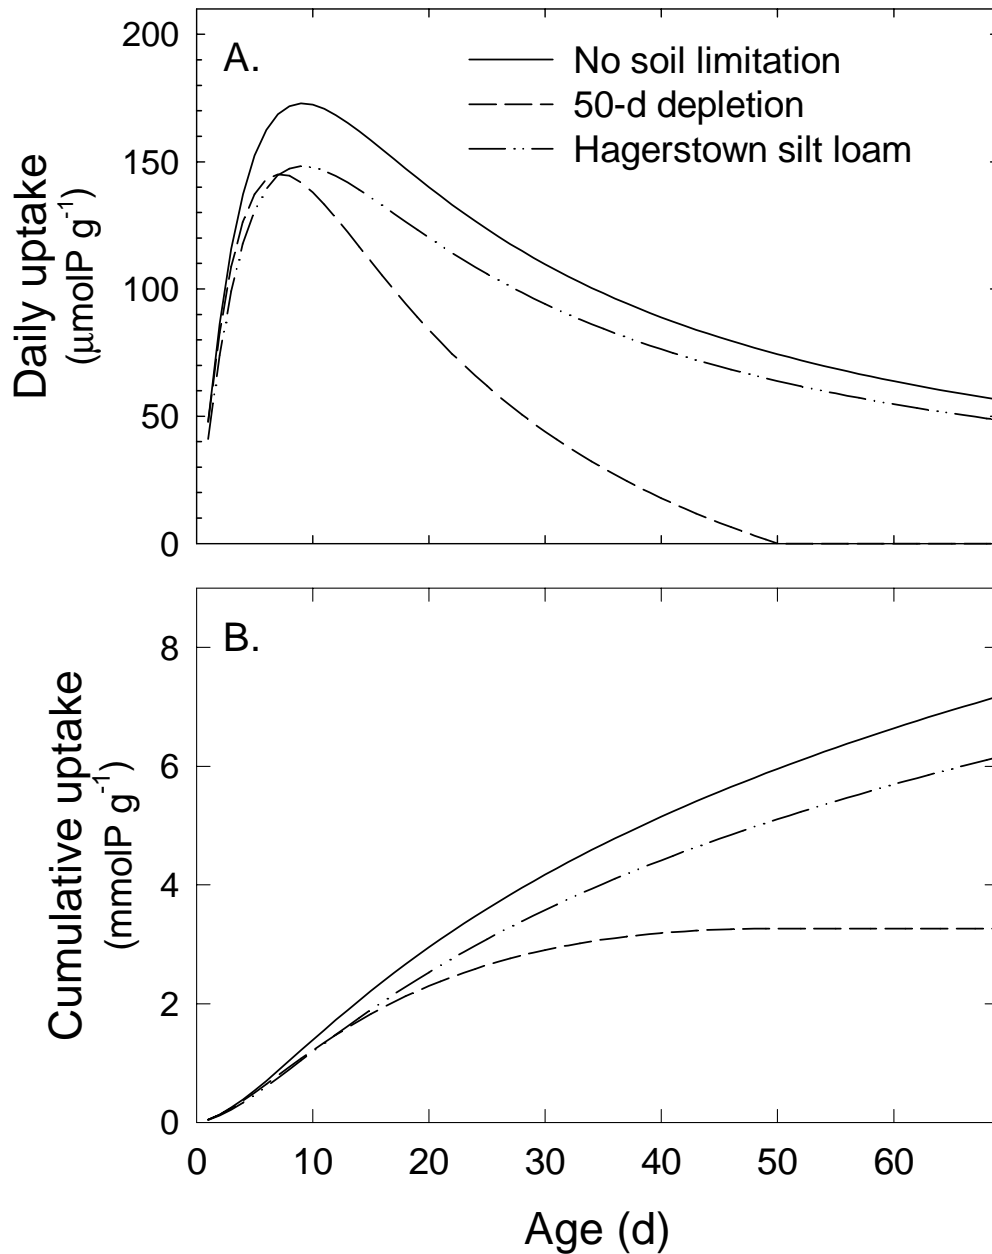 A.
No soil limitation
50-d depletion
Hagerstown silt loam
Daily uptake
(μmolP g⁻¹)
200
150
100
50
0
B.
Cumulative uptake
(mmolP g⁻¹)
8
6
4
2
0
0 10 20 30 40 50 60
Age (d)